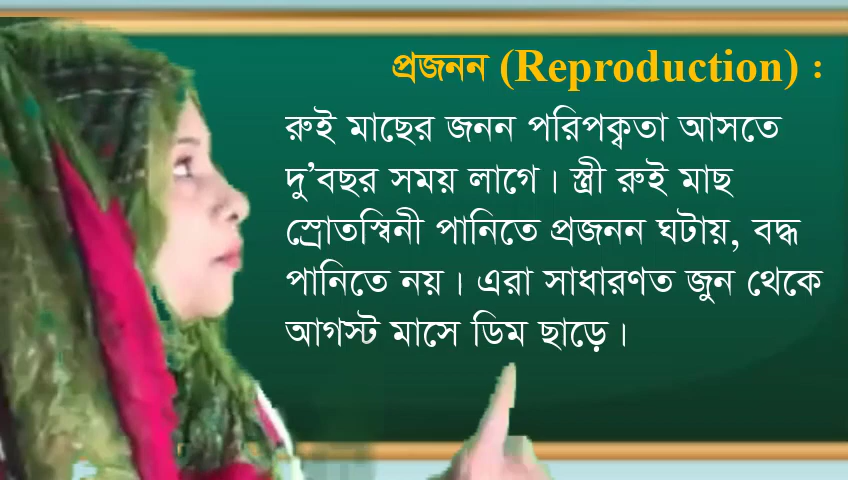 প্রজনন (Reproduction) :
রুই মাছের জনন পরিপক্বতা আসতে
দু’বছর সময় লাগে। স্ত্রী রুই মাছ
স্রোতস্বিনী পানিতে প্রজনন ঘটায়, বদ্ধ
পানিতে নয়। এরা সাধারণত জুন থেকে
আগস্ট মাসে ডিম ছাড়ে।